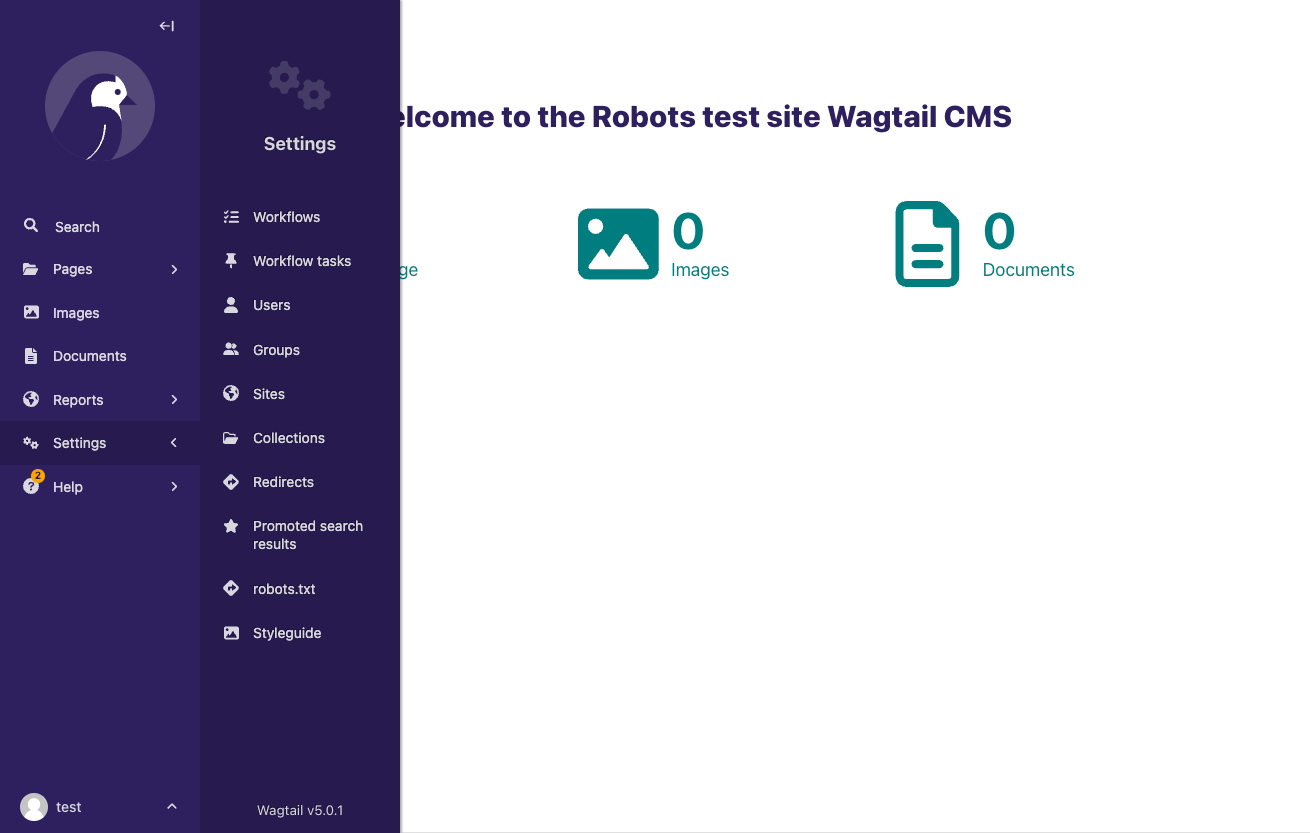 Search
Pages
Images
Documents
Reports
Settings
2
Help
test
Settings
Workflows
Workflow tasks
Users
Groups
Sites
Collections
Redirects
Promoted search
results
robots.txt
Styleguide
Wagtail v5.0.1
elcome to the Robots test site Wagtail CMS
ge
0
Images
0
Documents